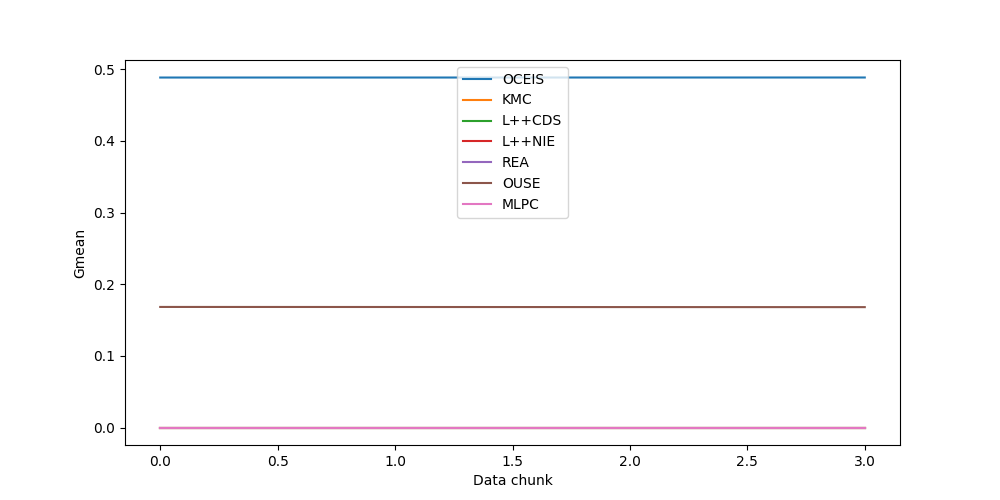 0.5
0.4
0.3
0.2
0.1
0.0
Gmean
OCEIS
KMC
L++CDS
L++NIE
REA
OUSE
MLPC
0.0 0.5 1.0 1.5 2.0 2.5 3.0
Data chunk